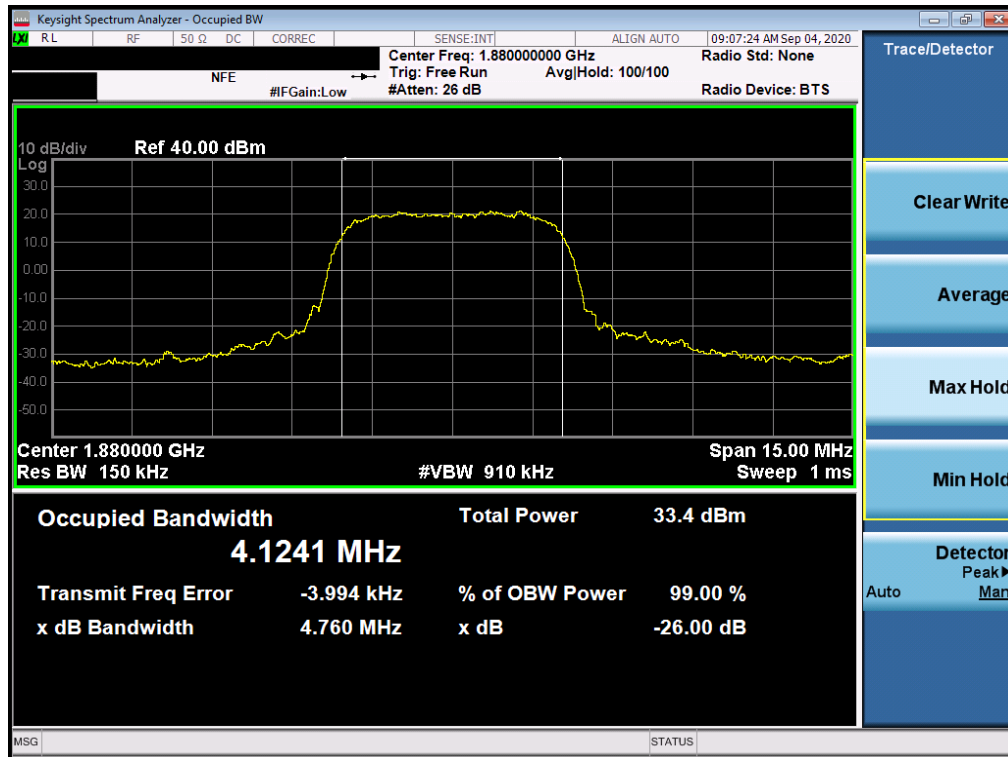 Keysight Spectrum Analyzer - Occupied BW
LXI RL RF 50 Ω DC CORREC SENSE:INT ALIGN AUTO 09:07:24 AM Sep 04, 2020
Center Freq: 1.880000000 GHz Radio Std: None
NFE Trig: Free Run Avg|Hold: 100/100
#IFGain:Low #Atten: 26 dB Radio Device: BTS
10 dB/div Ref 40.00 dBm
Log
30.0
20.0
10.0
0.00
-10.0
-20.0
-30.0
-40.0
-50.0
Center 1.880000 GHz Span 15.00 MHz
Res BW 150 kHz #VBW 910 kHz Sweep 1 ms
Occupied Bandwidth Total Power 33.4 dBm
4.1241 MHz
Transmit Freq Error -3.994 kHz % of OBW Power 99.00 %
x dB Bandwidth 4.760 MHz x dB -26.00 dB
MSG STATUS
Trace/Detector
Clear Write
Average
Max Hold
Min Hold
Detector
Peak▶
Auto Man